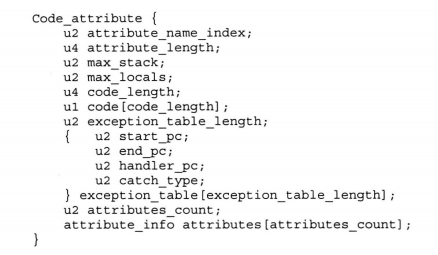 Code_attribute {
    u2 attribute_name_index;
    u4 attribute_length;
    u2 max_stack;
    u2 max_locals;
    u4 code_length;
    u1 code[code_length];
    u2 exception_table_length;
    {   u2 start_pc;
        u2 end_pc;
        u2 handler_pc;
        u2 catch_type;
    } exception_table[exception_table_length];
    u2 attributes_count;
    attribute_info attributes[attributes_count];
}